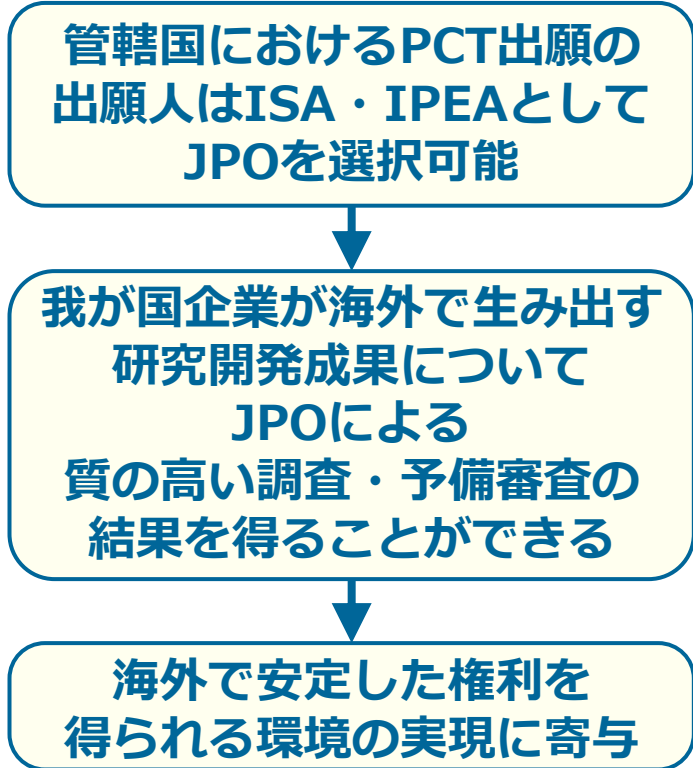 管轄国におけるPCT出願の
出願人はISA・IPEAとして
JPOを選択可能
我が国企業が海外で生み出す
研究開発成果について
JPOによる
質の高い調査・予備審査の
結果を得ることができる
海外で安定した権利を
得られる環境の実現に寄与